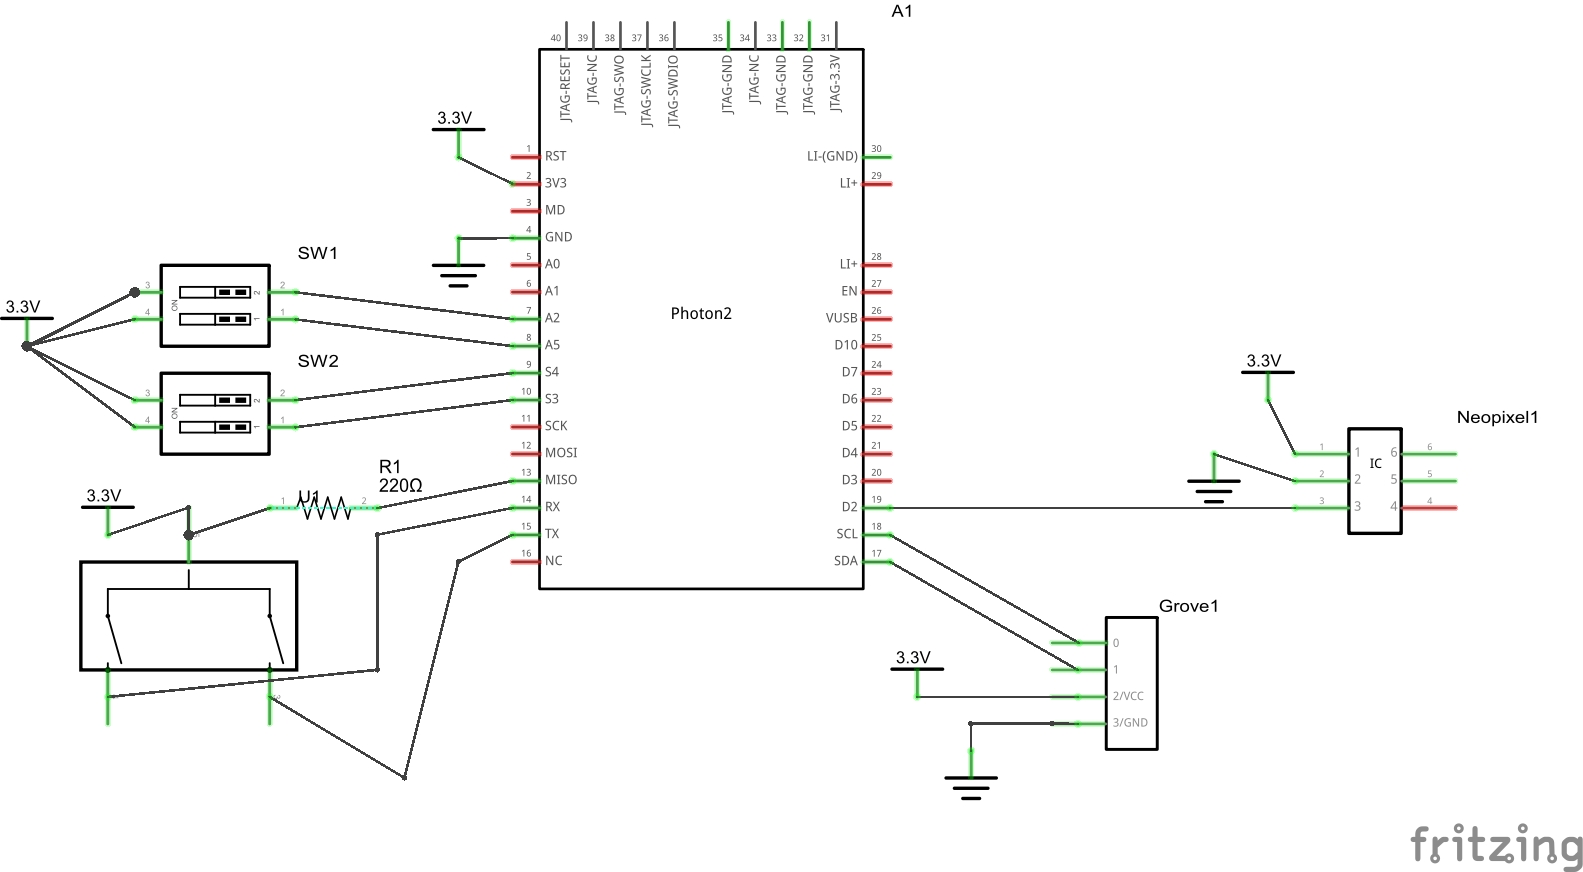 A1
40 39 38 37 36 35 34 33 32 31
JTAG-RESET
JTAG-NC
JTAG-SWO
JTAG-SWCLK
JTAG-SWDIO
JTAG-GND
JTAG-NC
JTAG-GND
JTAG-GND
JTAG-3.3V
3.3V
1 RST
2 3V3
3 MD
4 GND
5 A0
6 A1
7 A2
8 A5
9 S4
10 S3
11 SCK
12 MOSI
13 MISO
14 RX
15 TX
16 NC
Photon2
LI-(GND) 30
LI+ 29
LI+ 28
EN 27
VUSB 26
D10 25
D7 24
D6 23
D5 22
D4 21
D3 20
D2 19
SCL 18
SDA 17
SW1
3.3V
3 ON 2 2
4 1 1
SW2
3 ON 2 2
4 1 1
R1
220Ω
3.3V
U1
1 2
3.3V
Neopixel1
IC
1 1 6 6
2 2 5 5
3 3 4 4
Grove1
3.3V
0
1
2/VCC
3/GND
fritzing